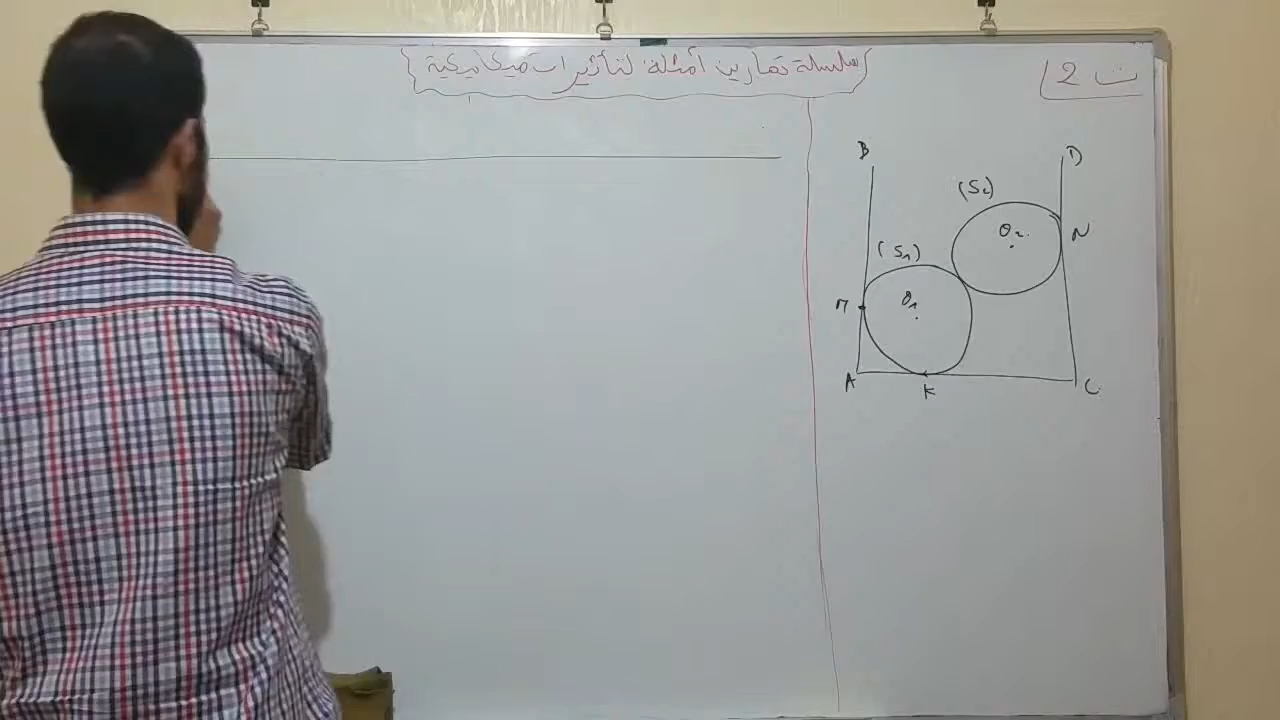 سلسلة تمارين أمثلة لتأثيرات ميكانيكية
ت 2
B
D
(S₂)
O₂
N
(S₁)
O₁
M
A
K
C